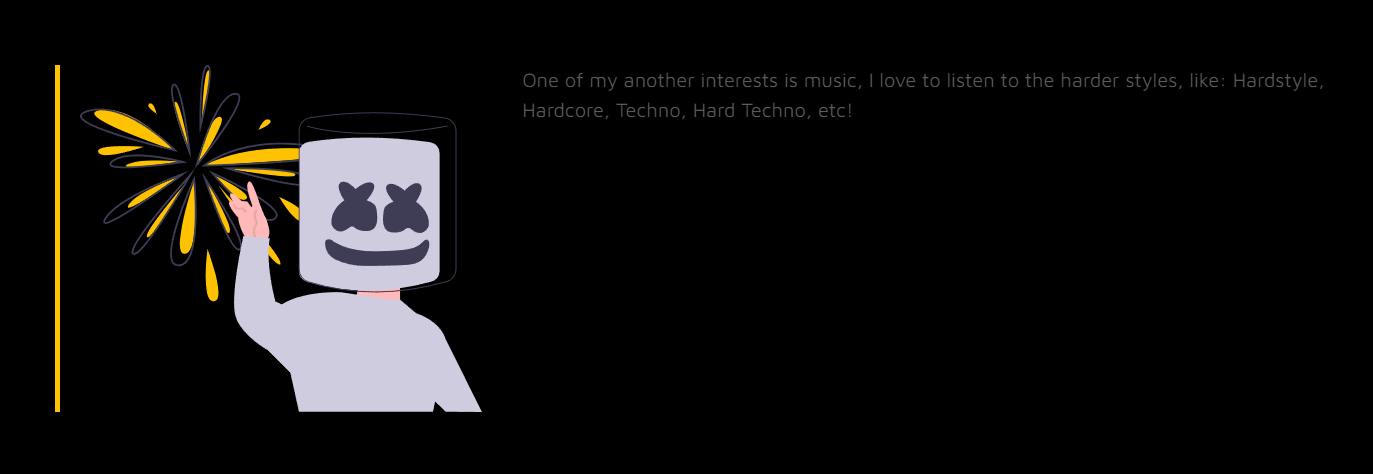 One of my another interests is music, I love to listen to the harder styles, like: Hardstyle,
Hardcore, Techno, Hard Techno, etc!